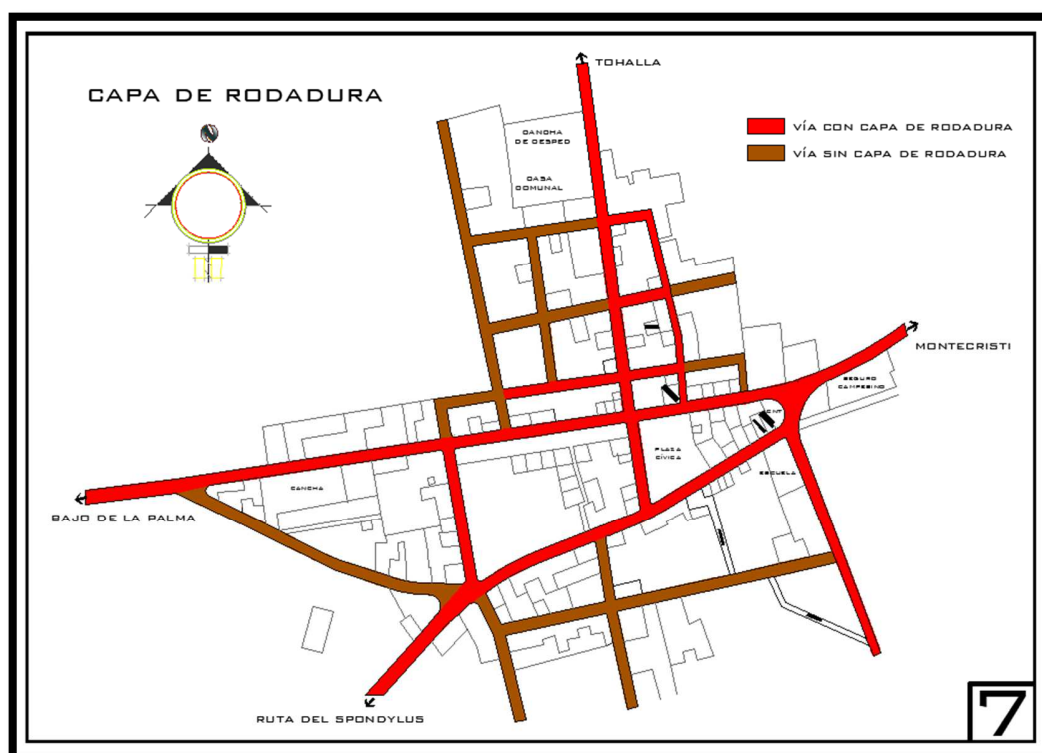 TOHALLA
CAPA DE RODADURA
VÍA CON CAPA DE RODADURA
VÍA SIN CAPA DE RODADURA
CANCHA
DE CESPED
CASA
COMUNAL
MONTECRISTI
SEGURO
CAMPESINO
CNT
PLAZA
CÍVICA
ESCUELA
CANCHA
BAJO DE LA PALMA
RUTA DEL SPONDYLUS
7